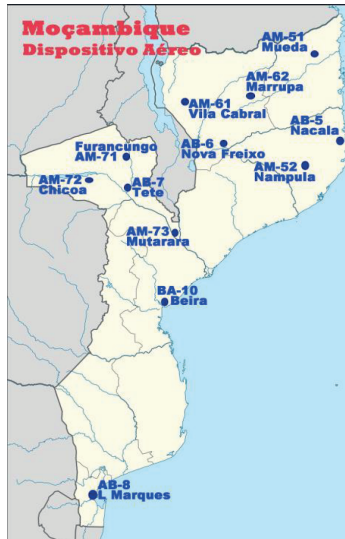 Moçambique
Dispositivo Aéreo
AM-51
Mueda
AM-62
Marrupa
AM-61
Vila Cabral
AB-5
Nacala
AB-6
Nova Freixo
AM-52
Nampula
Furancungo
AM-71
AM-72
Chicoa
AB-7
Tete
AM-73
Mutarara
BA-10
Beira
AB-8
L Marques